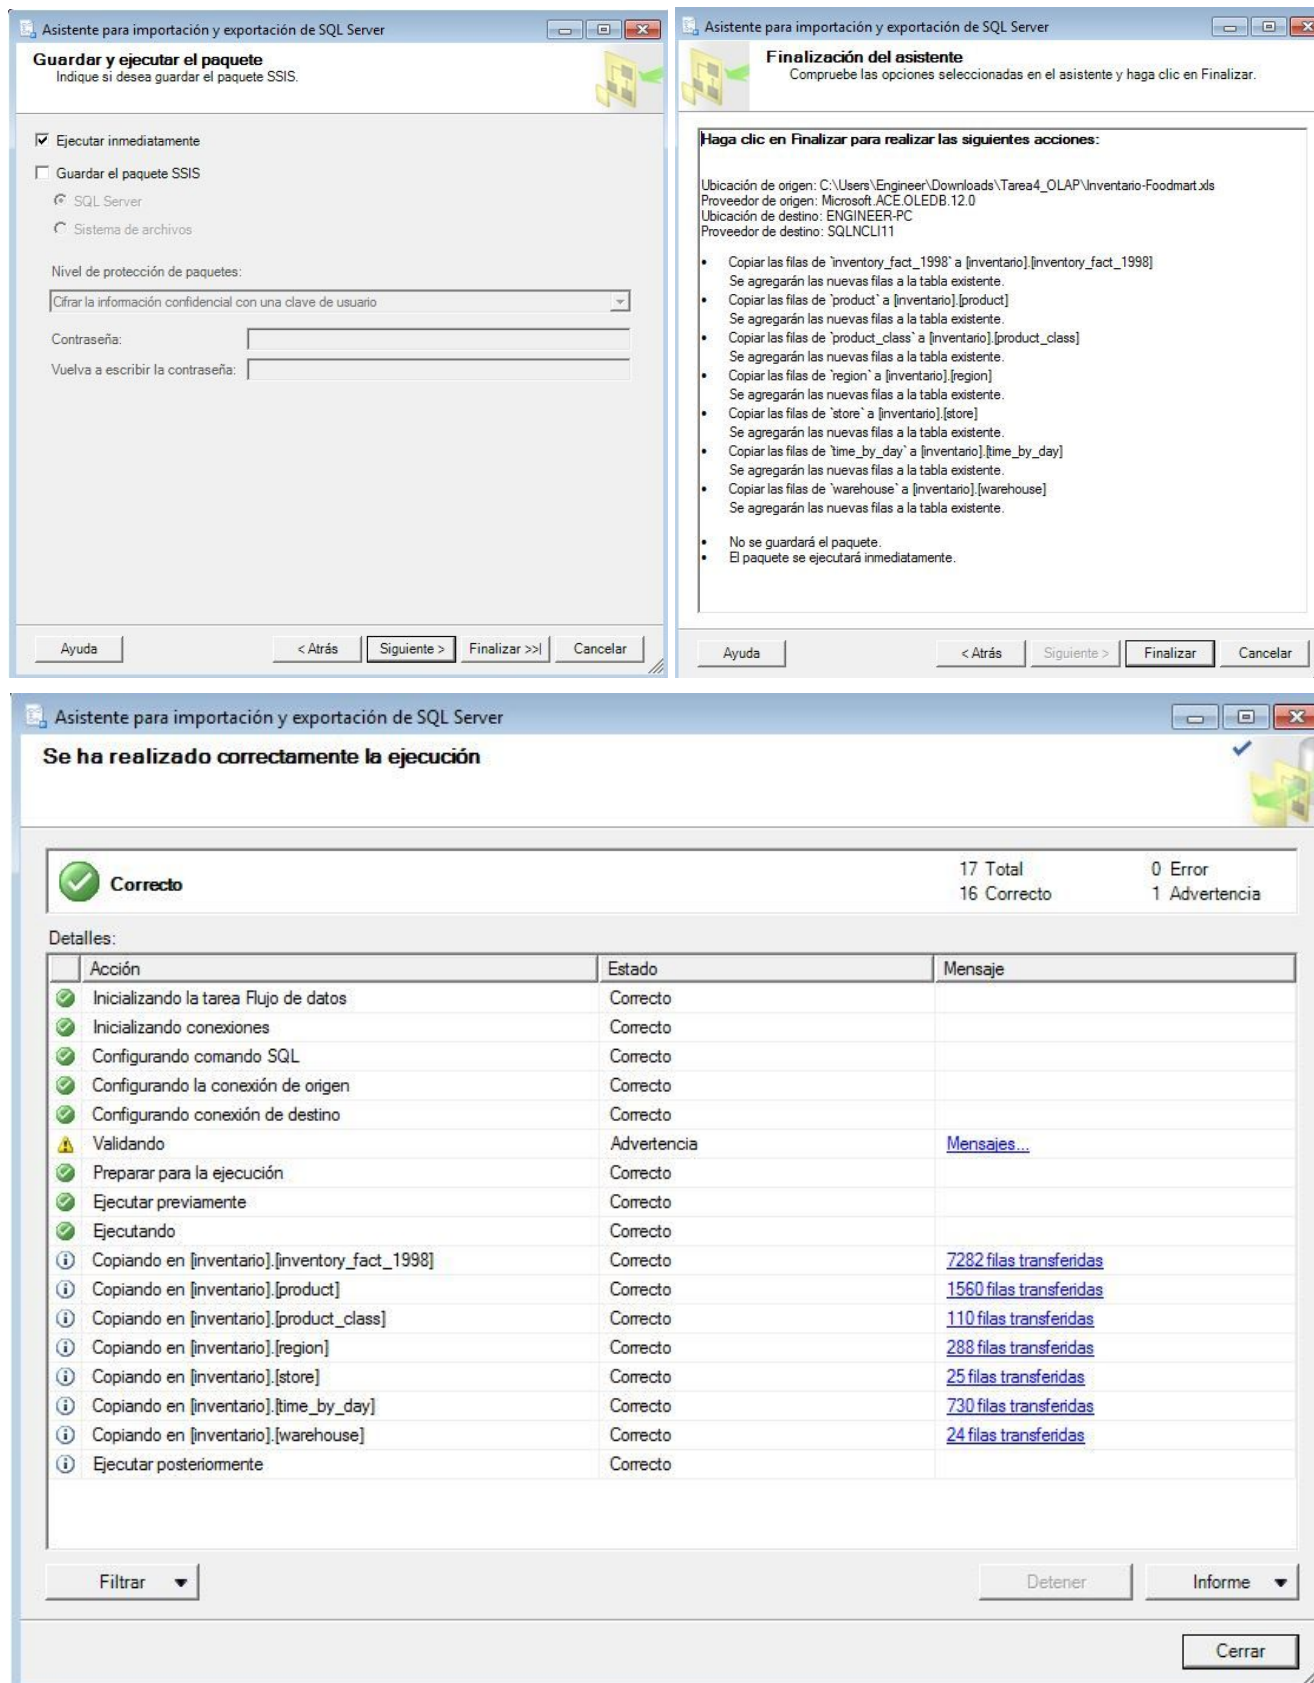 Asistente para importación y exportación de SQL Server
Guardar y ejecutar el paquete
Indique si desea guardar el paquete SSIS.
Ejecutar inmediatamente
Guardar el paquete SSIS
SQL Server
Sistema de archivos
Nivel de protección de paquetes:
Cifrar la información confidencial con una clave de usuario
Contraseña:
Vuelva a escribir la contraseña:
Ayuda
< Atrás
Siguiente >
Finalizar >>|
Cancelar
Asistente para importación y exportación de SQL Server
Finalización del asistente
Compruebe las opciones seleccionadas en el asistente y haga clic en Finalizar.
Haga clic en Finalizar para realizar las siguientes acciones:
Ubicación de origen: C:\Users\Engineer\Downloads\Tarea4_OLAP\Inventario-Foodmart.xls
Proveedor de origen: Microsoft.ACE.OLEDB.12.0
Ubicación de destino: ENGINEER-PC
Proveedor de destino: SQLNCLI11
• Copiar las filas de `inventory_fact_1998` a [inventario].[inventory_fact_1998]
Se agregarán las nuevas filas a la tabla existente.
• Copiar las filas de `product` a [inventario].[product]
Se agregarán las nuevas filas a la tabla existente.
• Copiar las filas de `product_class` a [inventario].[product_class]
Se agregarán las nuevas filas a la tabla existente.
• Copiar las filas de `region` a [inventario].[region]
Se agregarán las nuevas filas a la tabla existente.
• Copiar las filas de `store` a [inventario].[store]
Se agregarán las nuevas filas a la tabla existente.
• Copiar las filas de `time_by_day` a [inventario].[time_by_day]
Se agregarán las nuevas filas a la tabla existente.
• Copiar las filas de `warehouse` a [inventario].[warehouse]
Se agregarán las nuevas filas a la tabla existente.
• No se guardará el paquete.
• El paquete se ejecutará inmediatamente.
Ayuda
< Atrás
Siguiente >
Finalizar
Cancelar
Asistente para importación y exportación de SQL Server
Se ha realizado correctamente la ejecución
Correcto
17 Total 0 Error
16 Correcto 1 Advertencia
Detalles:
Acción Estado Mensaje
Inicializando la tarea Flujo de datos Correcto
Inicializando conexiones Correcto
Configurando comando SQL Correcto
Configurando la conexión de origen Correcto
Configurando conexión de destino Correcto
Validando Advertencia Mensajes...
Preparar para la ejecución Correcto
Ejecutar previamente Correcto
Ejecutando Correcto
Copiando en [inventario].[inventory_fact_1998] Correcto 7282 filas transferidas
Copiando en [inventario].[product] Correcto 1560 filas transferidas
Copiando en [inventario].[product_class] Correcto 110 filas transferidas
Copiando en [inventario].[region] Correcto 288 filas transferidas
Copiando en [inventario].[store] Correcto 25 filas transferidas
Copiando en [inventario].[time_by_day] Correcto 730 filas transferidas
Copiando en [inventario].[warehouse] Correcto 24 filas transferidas
Ejecutar posteriormente Correcto
Filtrar
Detener
Informe
Cerrar